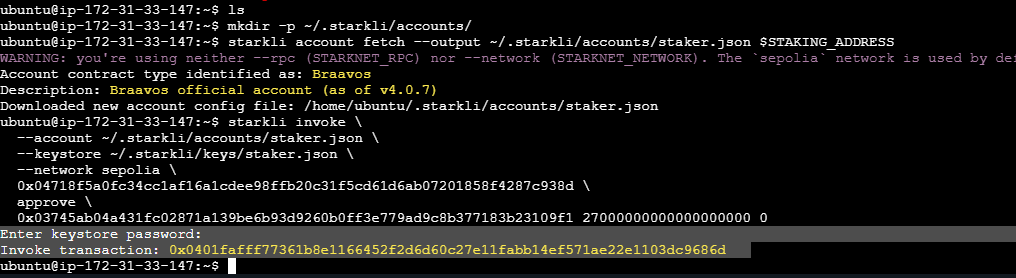 ubuntu@ip-172-31-33-147:~$ ls
ubuntu@ip-172-31-33-147:~$ mkdir -p ~/.starkli/accounts/
ubuntu@ip-172-31-33-147:~$ starkli account fetch --output ~/.starkli/accounts/staker.json $STAKING_ADDRESS
WARNING: you're using neither --rpc (STARKNET_RPC) nor --network (STARKNET_NETWORK). The `sepolia` network is used by def
Account contract type identified as: Braavos
Description: Braavos official account (as of v4.0.7)
Downloaded new account config file: /home/ubuntu/.starkli/accounts/staker.json
ubuntu@ip-172-31-33-147:~$ starkli invoke \
--account ~/.starkli/accounts/staker.json \
--keystore ~/.starkli/keys/staker.json \
--network sepolia \
0x04718f5a0fc34cc1af16a1cdee98ffb20c31f5cd61d6ab07201858f4287c938d \
approve \
0x03745ab04a431fc02871a139be6b93d9260b0ff3e779ad9c8b377183b23109f1 27000000000000000000 0
Enter keystore password:
Invoke transaction: 0x0401fafff77361b8e1166452f2d6d60c27e11fabb14ef571ae22e1103dc9686d
ubuntu@ip-172-31-33-147:~$